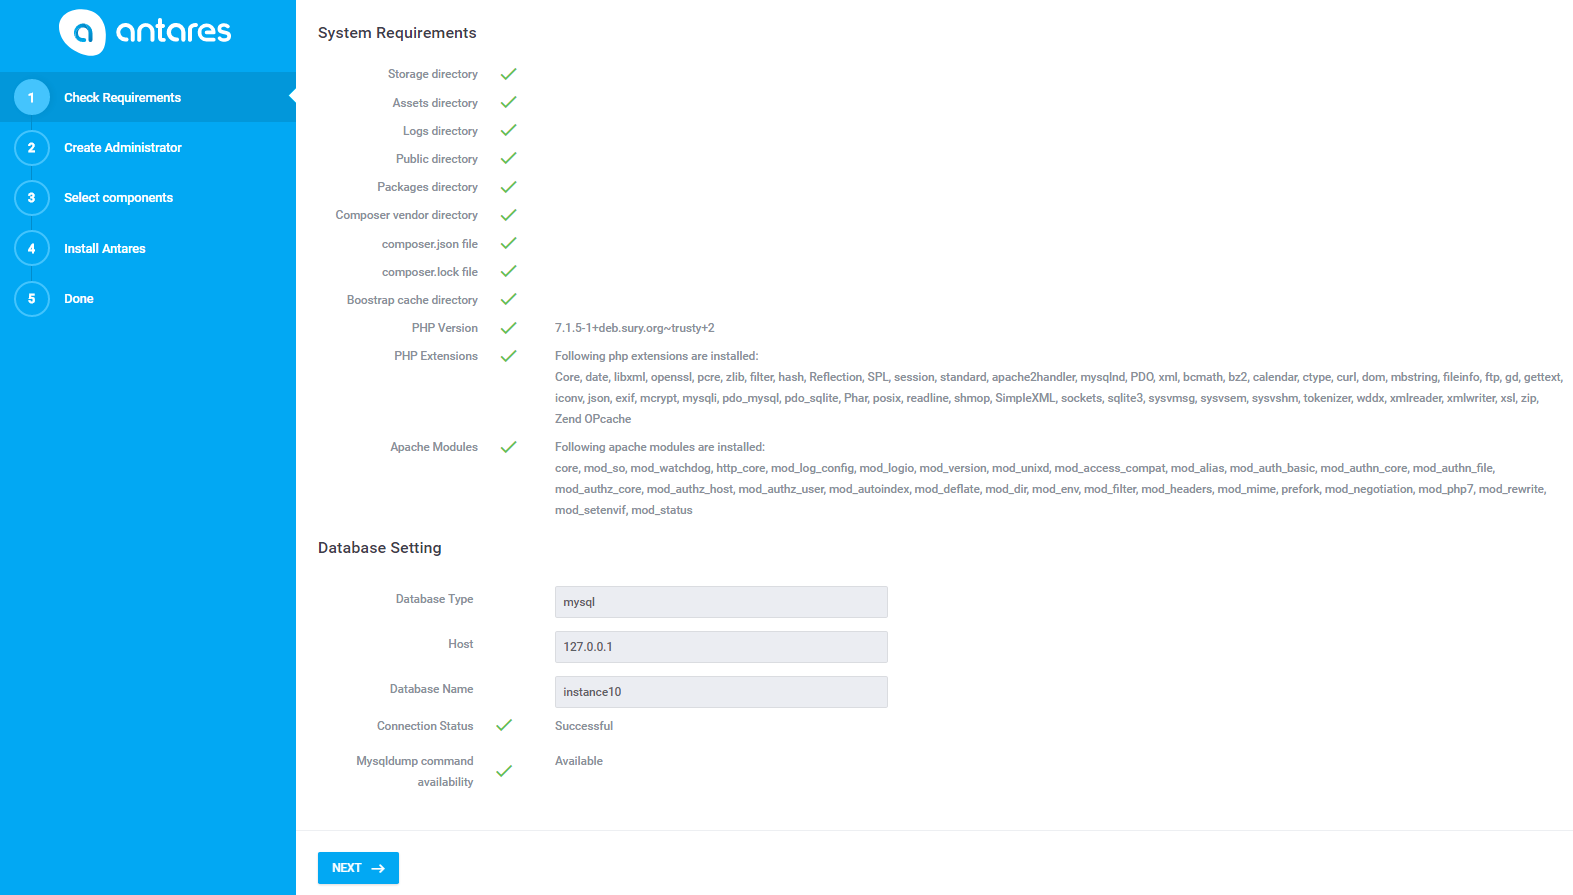 antares
1 Check Requirements
2 Create Administrator
3 Select components
4 Install Antares
5 Done
System Requirements
Storage directory
Assets directory
Logs directory
Public directory
Packages directory
Composer vendor directory
composer.json file
composer.lock file
Boostrap cache directory
PHP Version 7.1.5-1+deb.sury.org~trusty+2
PHP Extensions Following php extensions are installed:
Core, date, libxml, openssl, pcre, zlib, filter, hash, Reflection, SPL, session, standard, apache2handler, mysqlnd, PDO, xml, bcmath, bz2, calendar, ctype, curl, dom, mbstring, fileinfo, ftp, gd, gettext,
iconv, json, exif, mcrypt, mysqli, pdo_mysql, pdo_sqlite, Phar, posix, readline, shmop, SimpleXML, sockets, sqlite3, sysvmsg, sysvsem, sysvshm, tokenizer, wddx, xmlreader, xmlwriter, xsl, zip,
Zend OPcache
Apache Modules Following apache modules are installed:
core, mod_so, mod_watchdog, http_core, mod_log_config, mod_logio, mod_version, mod_unixd, mod_access_compat, mod_alias, mod_auth_basic, mod_authn_core, mod_authn_file,
mod_authz_core, mod_authz_host, mod_authz_user, mod_autoindex, mod_deflate, mod_dir, mod_env, mod_filter, mod_headers, mod_mime, prefork, mod_negotiation, mod_php7, mod_rewrite,
mod_setenvif, mod_status
Database Setting
Database Type mysql
Host 127.0.0.1
Database Name instance10
Connection Status Successful
Mysqldump command Available
availability
NEXT